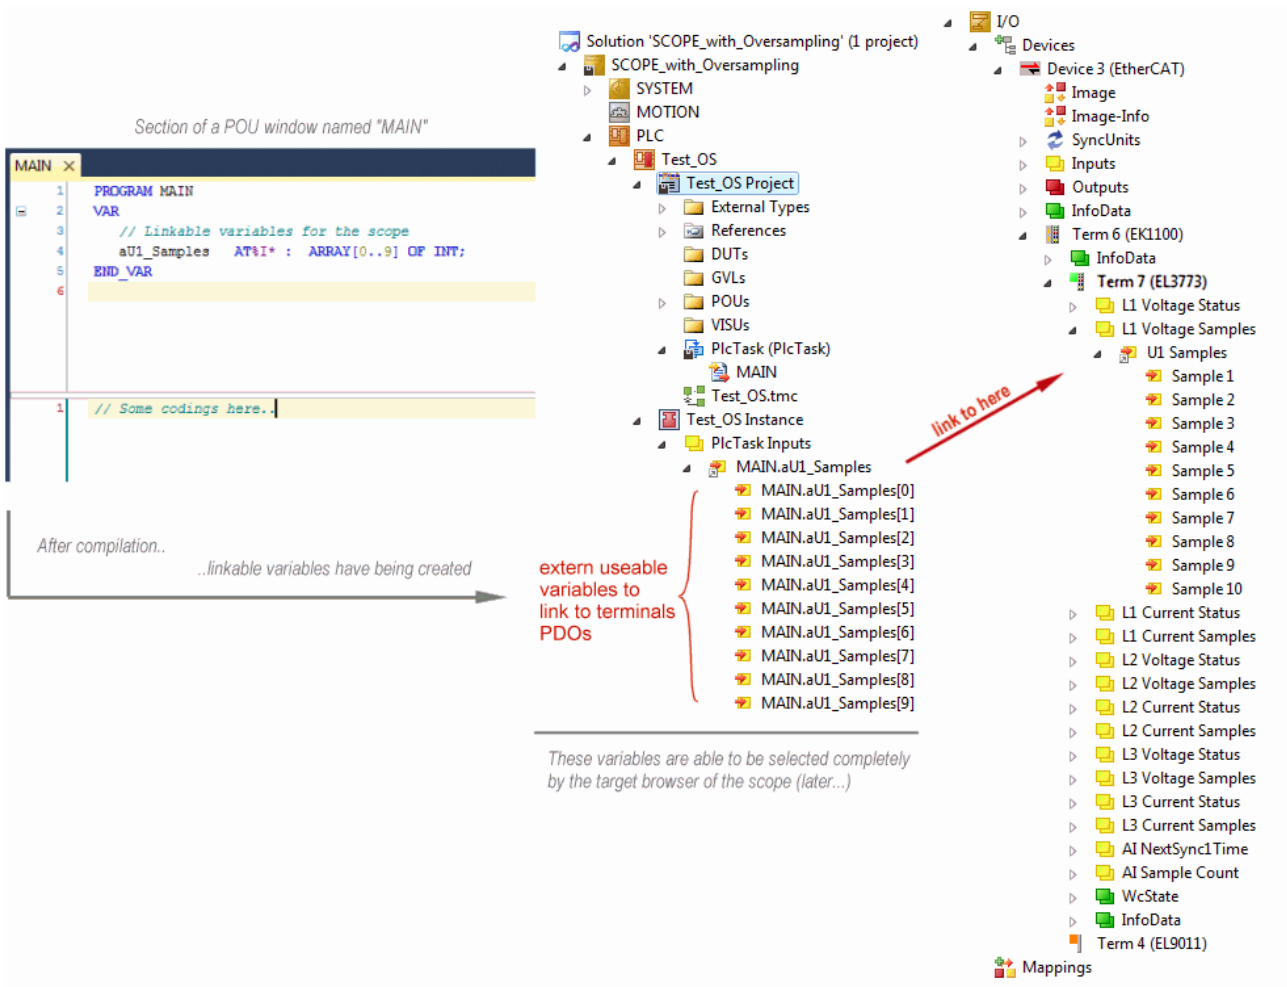 Section of a POU window named "MAIN"
MAIN ×
1 PROGRAM MAIN
2 VAR
3 // Linkable variables for the scope
4 aU1_Samples AT%I* : ARRAY[0..9] OF INT;
5 END_VAR
6
1 // Some codings here..
After compilation..
..linkable variables have being created
Solution 'SCOPE_with_Oversampling' (1 project)
SCOPE_with_Oversampling
SYSTEM
MOTION
PLC
Test_OS
Test_OS Project
External Types
References
DUTs
GVLs
POUs
VISUs
PlcTask (PlcTask)
MAIN
Test_OS.tmc
Test_OS Instance
PlcTask Inputs
MAIN.aU1_Samples
MAIN.aU1_Samples[0]
MAIN.aU1_Samples[1]
MAIN.aU1_Samples[2]
MAIN.aU1_Samples[3]
MAIN.aU1_Samples[4]
MAIN.aU1_Samples[5]
MAIN.aU1_Samples[6]
MAIN.aU1_Samples[7]
MAIN.aU1_Samples[8]
MAIN.aU1_Samples[9]
extern useable
variables to
link to terminals
PDOs
These variables are able to be selected completely
by the target browser of the scope (later...)
link to here
I/O
Devices
Device 3 (EtherCAT)
Image
Image-Info
SyncUnits
Inputs
Outputs
InfoData
Term 6 (EK1100)
InfoData
Term 7 (EL3773)
L1 Voltage Status
L1 Voltage Samples
U1 Samples
Sample 1
Sample 2
Sample 3
Sample 4
Sample 5
Sample 6
Sample 7
Sample 8
Sample 9
Sample 10
L1 Current Status
L1 Current Samples
L2 Voltage Status
L2 Voltage Samples
L2 Current Status
L2 Current Samples
L3 Voltage Status
L3 Voltage Samples
L3 Current Status
L3 Current Samples
AI NextSync1Time
AI Sample Count
WcState
InfoData
Term 4 (EL9011)
Mappings